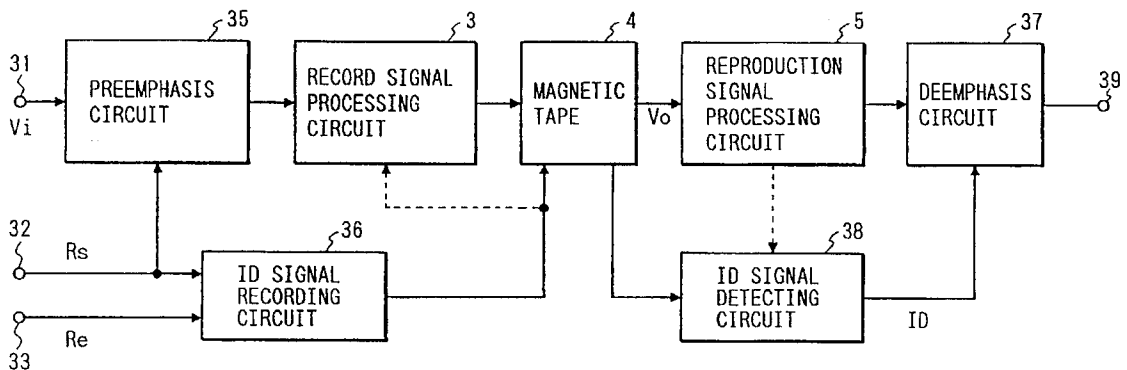 35
3
4
5
37
31
Vi
PREEMPHASIS
CIRCUIT
RECORD SIGNAL
PROCESSING
CIRCUIT
MAGNETIC
TAPE
Vo
REPRODUCTION
SIGNAL
PROCESSING
CIRCUIT
DEEMPHASIS
CIRCUIT
39
32
Rs
36
ID SIGNAL
RECORDING
CIRCUIT
38
ID SIGNAL
DETECTING
CIRCUIT
ID
33
Re